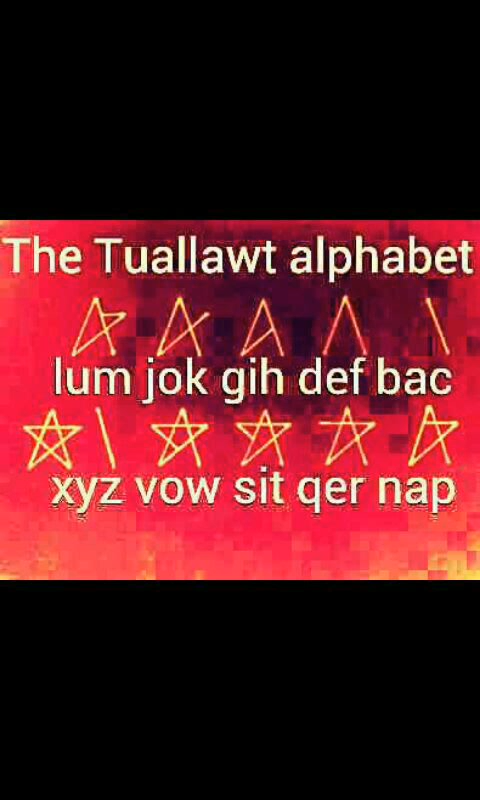 The Tuallawt alphabet
lum jok gih def bac
xyz vow sit qer nap